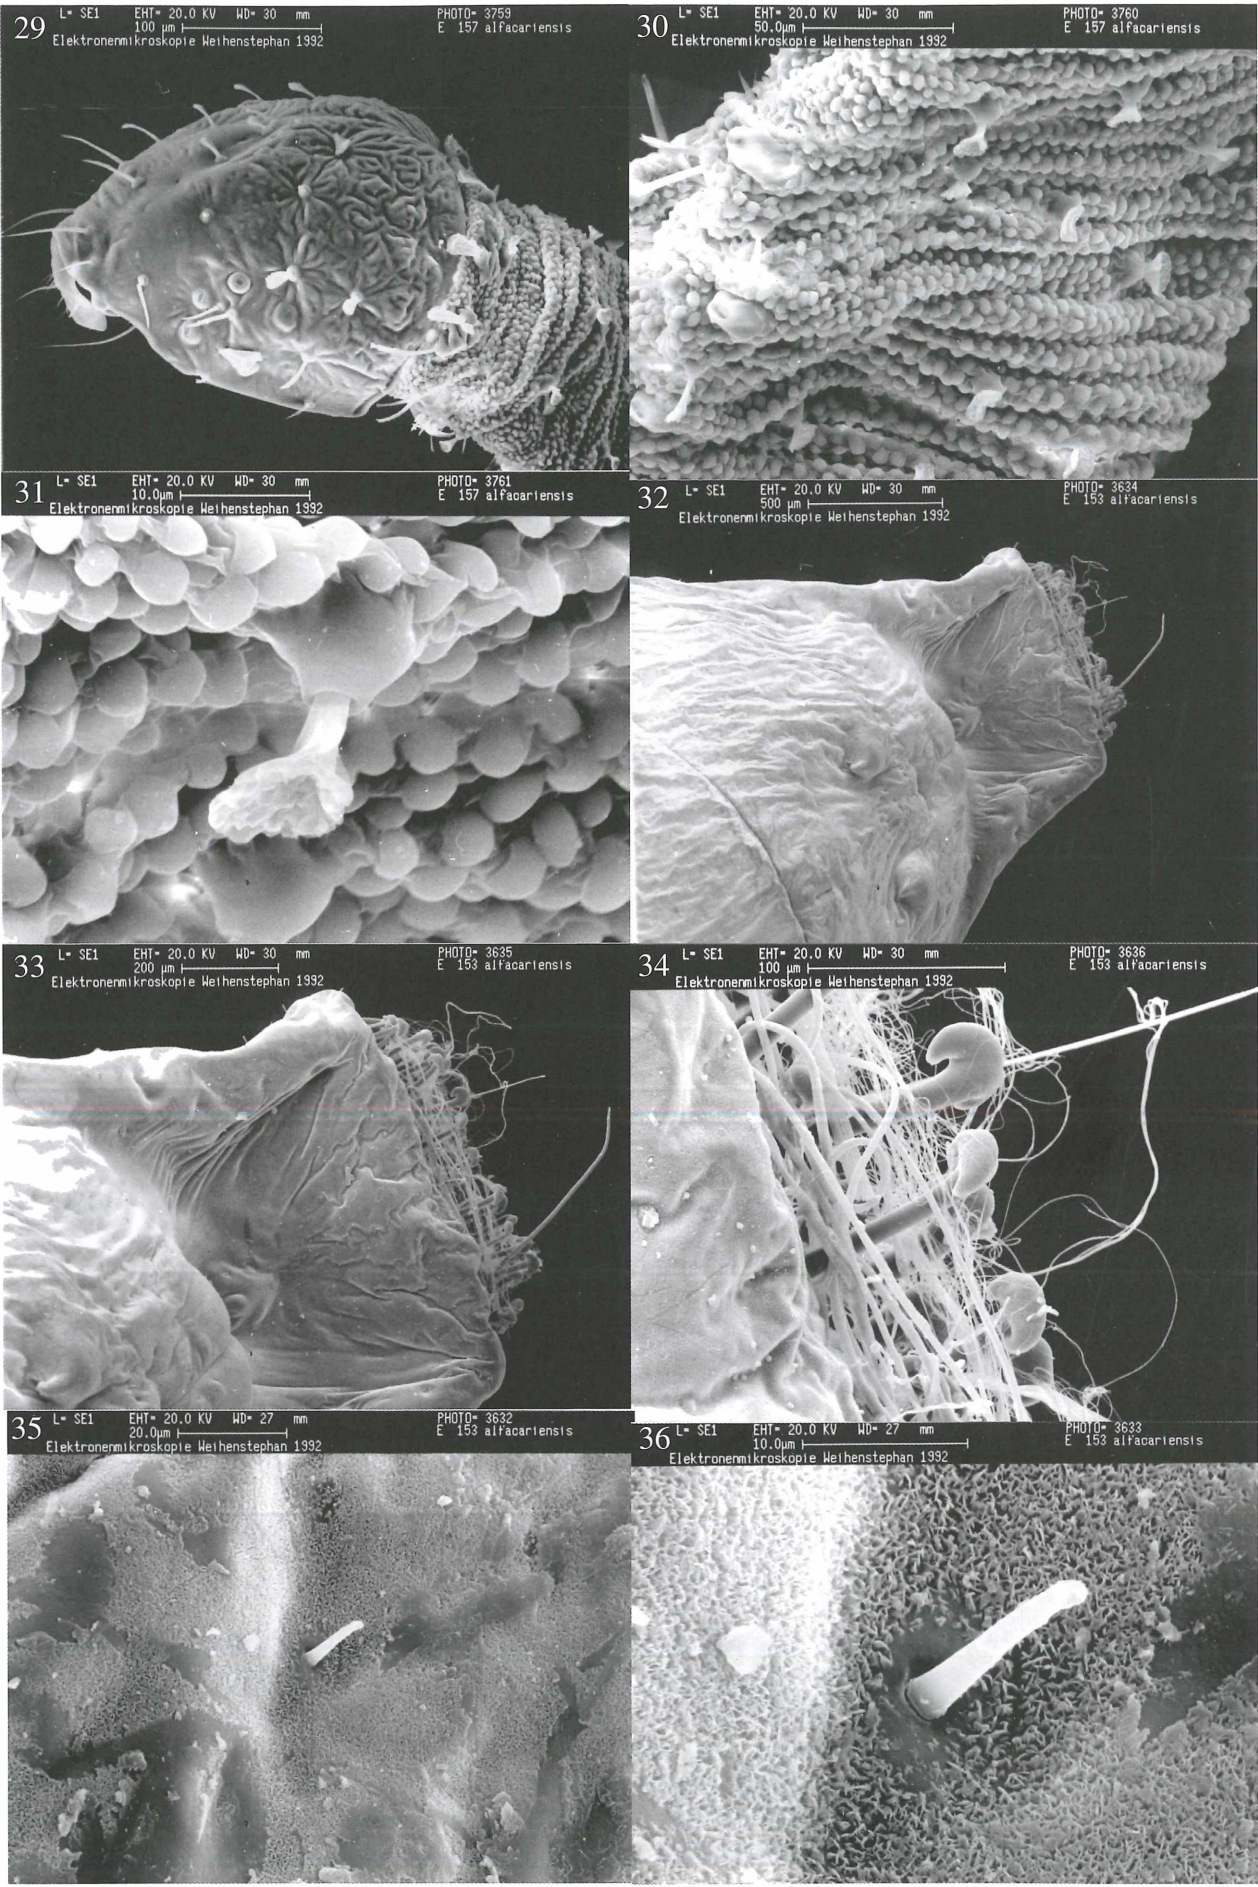 29
L= SE1 EHT= 20.0 KV WD= 30 mm PHOTO= 3759
100 µm E 157 alfacariensis
Elektronenmikroskopie Weihenstephan 1992
30
L= SE1 EHT= 20.0 KV WD= 30 mm PHOTO= 3760
50.0µm E 157 alfacariensis
Elektronenmikroskopie Weihenstephan 1992
31
L= SE1 EHT= 20.0 KV WD= 30 mm PHOTO= 3761
10.0µm E 157 alfacariensis
Elektronenmikroskopie Weihenstephan 1992
32
L= SE1 EHT= 20.0 KV WD= 30 mm PHOTO= 3634
500 µm E 153 alfacariensis
Elektronenmikroskopie Weihenstephan 1992
33
L= SE1 EHT= 20.0 KV WD= 30 mm PHOTO= 3635
200 µm E 153 alfacariensis
Elektronenmikroskopie Weihenstephan 1992
34
L= SE1 EHT= 20.0 KV WD= 30 mm PHOTO= 3636
100 µm E 153 alfacariensis
Elektronenmikroskopie Weihenstephan 1992
35
L= SE1 EHT= 20.0 KV WD= 27 mm PHOTO= 3632
20.0µm E 153 alfacariensis
Elektronenmikroskopie Weihenstephan 1992
36
L= SE1 EHT= 20.0 KV WD= 27 mm PHOTO= 3633
10.0µm E 153 alfacariensis
Elektronenmikroskopie Weihenstephan 1992